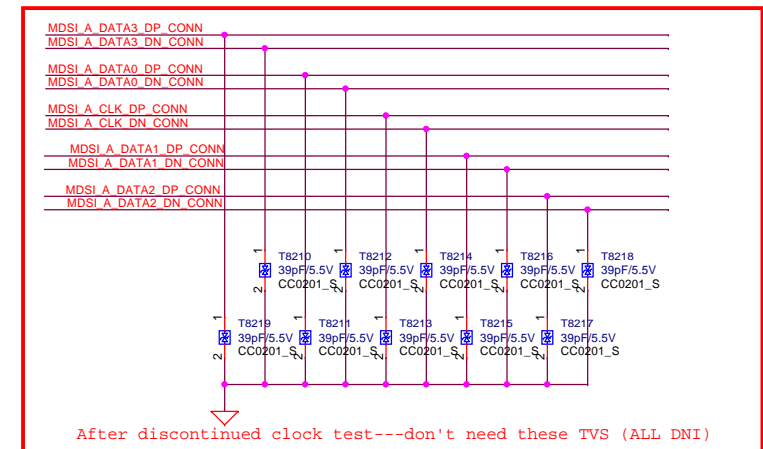 MDSI_A_DATA3_DP_CONN
MDSI_A_DATA3_DN_CONN
MDSI_A_DATA0_DP_CONN
MDSI_A_DATA0_DN_CONN
MDSI_A_CLK_DP_CONN
MDSI_A_CLK_DN_CONN
MDSI_A_DATA1_DP_CONN
MDSI_A_DATA1_DN_CONN
MDSI_A_DATA2_DP_CONN
MDSI_A_DATA2_DN_CONN
1 1 1 1 1
T8210 T8212 T8214 T8216 T8218
39pF/5.5V 39pF/5.5V 39pF/5.5V 39pF/5.5V 39pF/5.5V
CC0201_S CC0201_S CC0201_S CC0201_S CC0201_S
2 2 2 2 2
1 1 1 1 1
T8219 T8211 T8213 T8215 T8217
39pF/5.5V 39pF/5.5V 39pF/5.5V 39pF/5.5V 39pF/5.5V
CC0201_S CC0201_S CC0201_S CC0201_S CC0201_S
2 2 2 2 2
After discontinued clock test---don't need these TVS (ALL DNI)